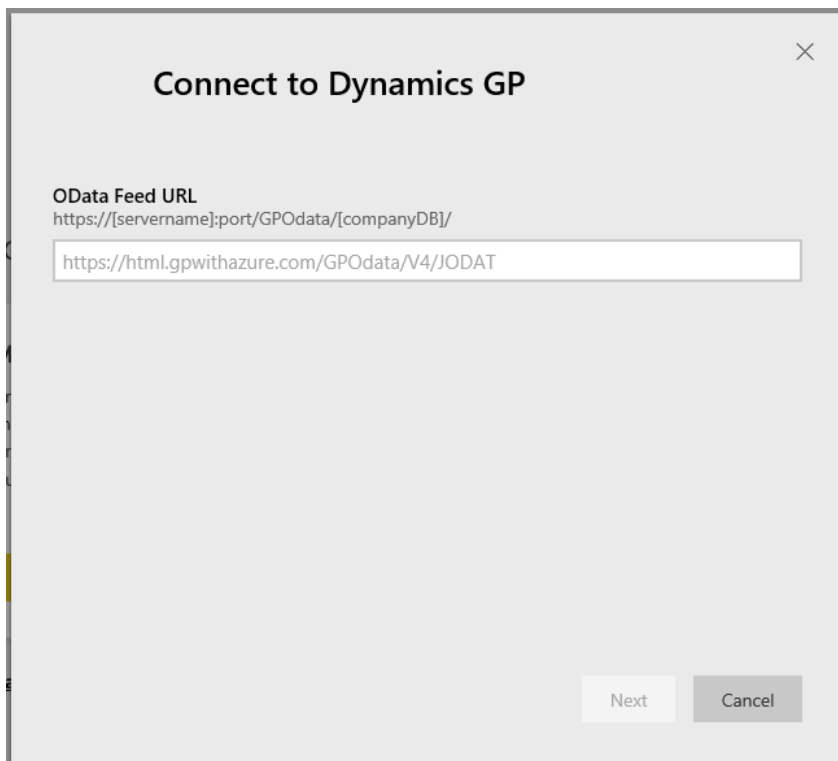 Connect to Dynamics GP
OData Feed URL
https://[servername]:port/GPOdata/[companyDB]/
https://html.gpwithazure.com/GPOdata/V4/JODAT
Next
Cancel